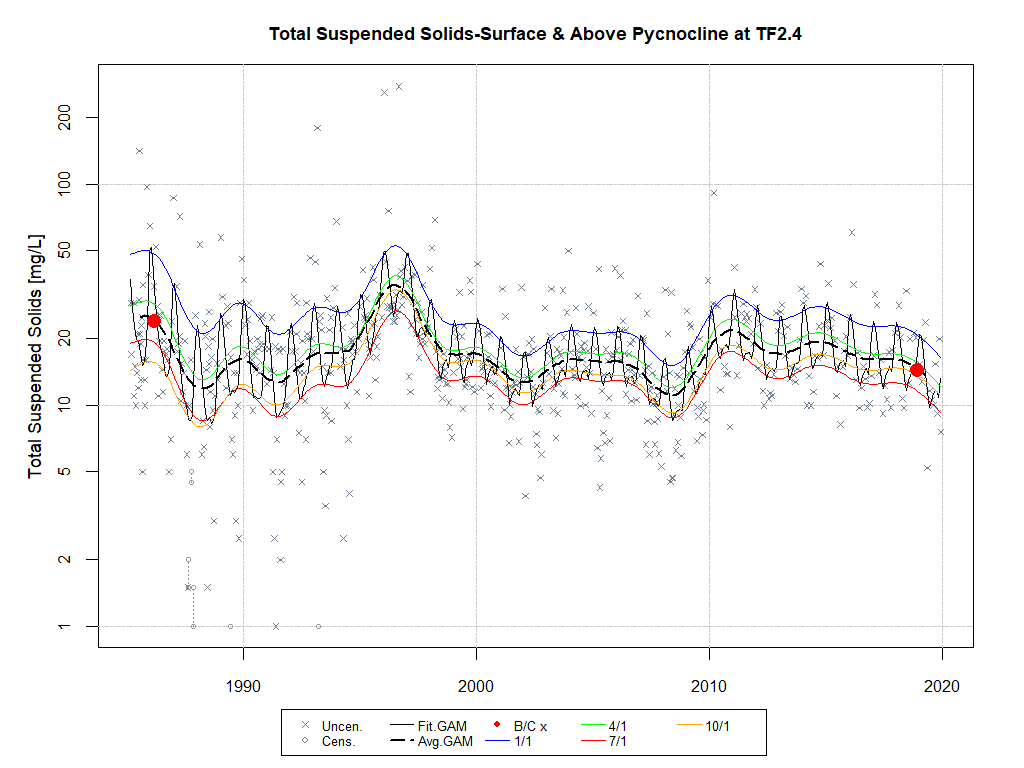 Total Suspended Solids-Surface & Above Pycnocline at TF2.4
Total Suspended Solids [mg/L]
200
100
50
20
10
5
2
1
1990 2000 2010 2020
Uncen. Fit.GAM B/C x 4/1 10/1
Cens. Avg.GAM 1/1 7/1